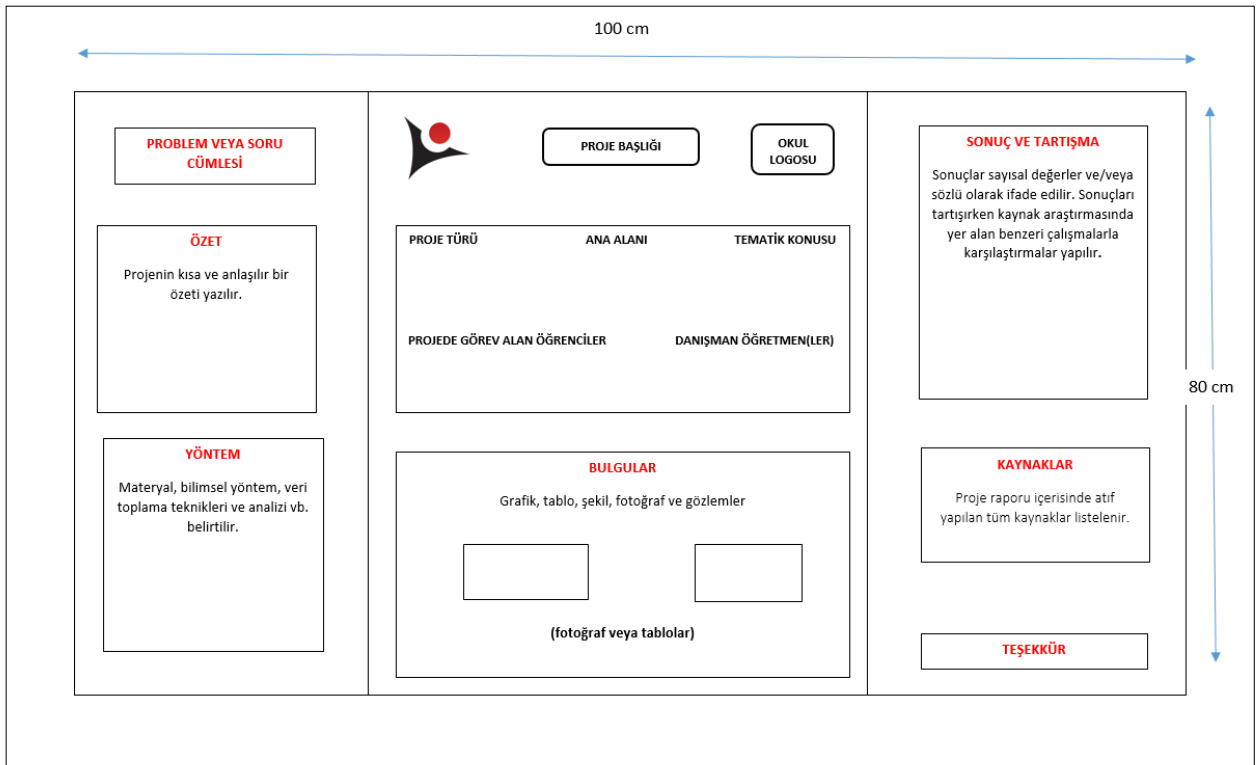 100 cm
PROBLEM VEYA SORU
CÜMLESİ
ÖZET
Projenin kısa ve anlaşılır bir
özeti yazılır.
YÖNTEM
Materyal, bilimsel yöntem, veri
toplama teknikleri ve analizi vb.
belirtilir.
PROJE BAŞLIĞI
OKUL
LOGOSU
PROJE TÜRÜ ANA ALANI TEMATİK KONUSU
PROJEDE GÖREV ALAN ÖĞRENCİLER DANIŞMAN ÖĞRETMEN(LER)
BULGULAR
Grafik, tablo, şekil, fotoğraf ve gözlemler
(fotoğraf veya tablolar)
SONUÇ VE TARTIŞMA
Sonuçlar sayısal değerler ve/veya
sözlü olarak ifade edilir. Sonuçları
tartışırken kaynak araştırmasında
yer alan benzeri çalışmalarla
karşılaştırmalar yapılır.
KAYNAKLAR
Proje raporu içerisinde atıf
yapılan tüm kaynaklar listelenir.
TEŞEKKÜR
80 cm